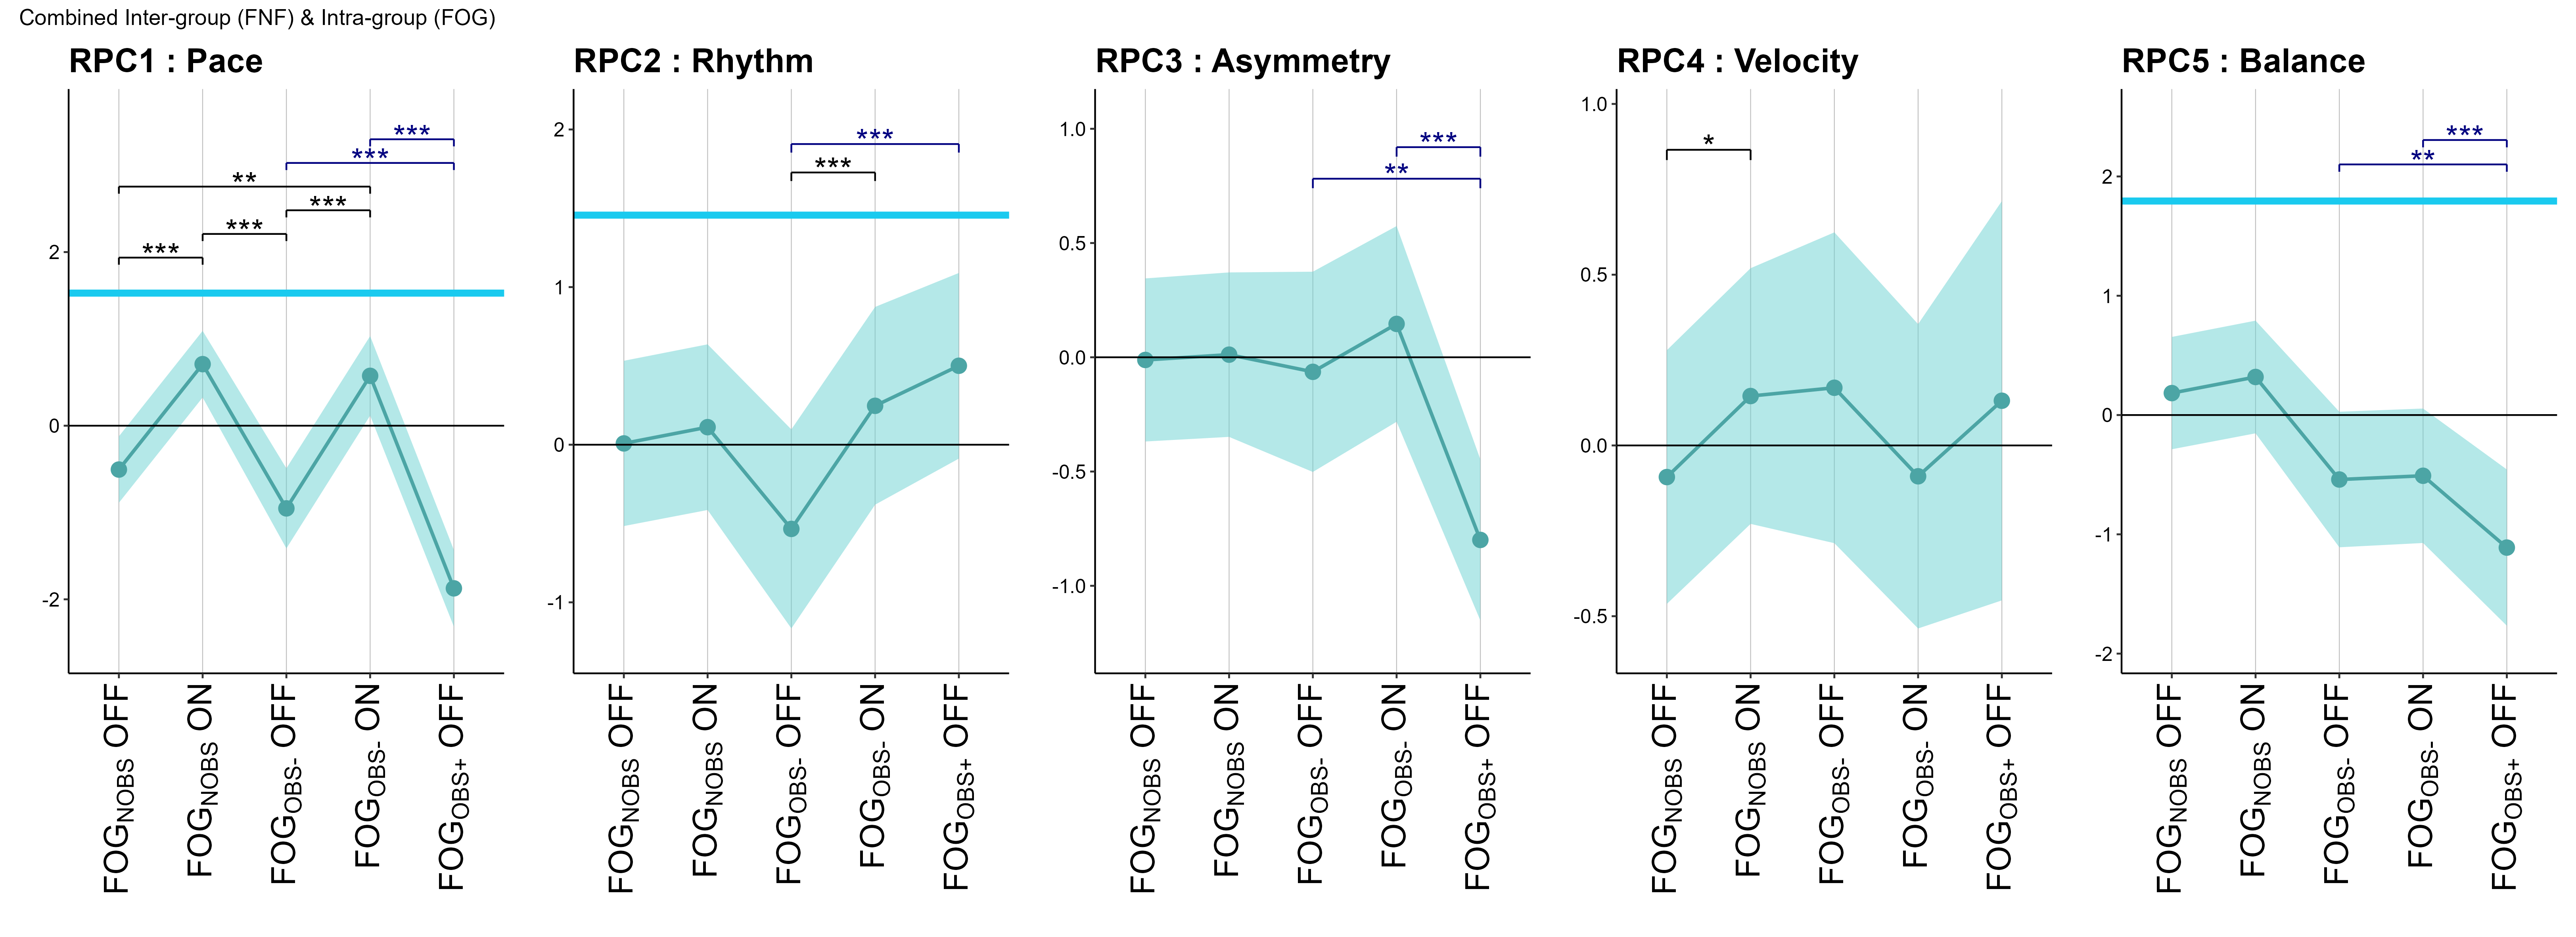 Combined Inter-group (FNF) & Intra-group (FOG)
RPC1 : Pace
***
***
**
***
***
***
2
0
-2
FOGNOBS OFF
FOGNOBS ON
FOGOBS- OFF
FOGOBS- ON
FOGOBS+ OFF
RPC2 : Rhythm
***
***
2
1
0
-1
FOGNOBS OFF
FOGNOBS ON
FOGOBS- OFF
FOGOBS- ON
FOGOBS+ OFF
RPC3 : Asymmetry
***
**
1.0
0.5
0.0
-0.5
-1.0
FOGNOBS OFF
FOGNOBS ON
FOGOBS- OFF
FOGOBS- ON
FOGOBS+ OFF
RPC4 : Velocity
*
1.0
0.5
0.0
-0.5
FOGNOBS OFF
FOGNOBS ON
FOGOBS- OFF
FOGOBS- ON
FOGOBS+ OFF
RPC5 : Balance
***
**
2
1
0
-1
-2
FOGNOBS OFF
FOGNOBS ON
FOGOBS- OFF
FOGOBS- ON
FOGOBS+ OFF